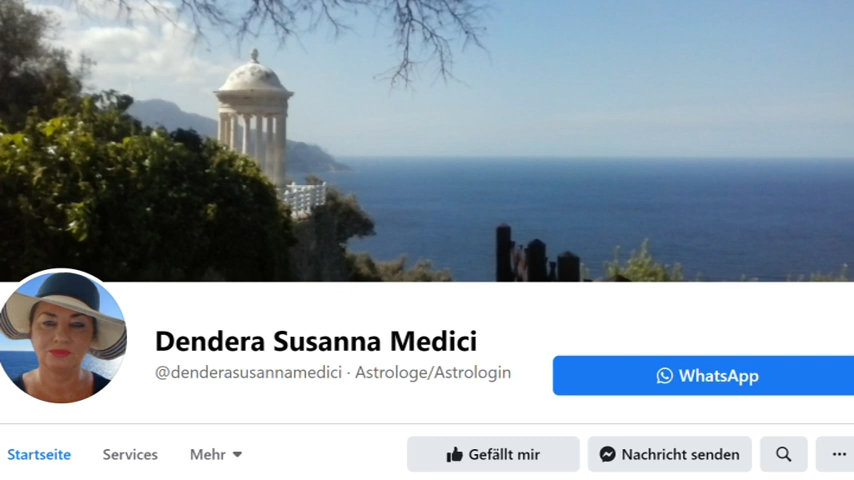 Dendera Susanna Medici
@denderasusannamedici · Astrologe/Astrologin
WhatsApp
Startseite Services Mehr
Gefällt mir Nachricht senden